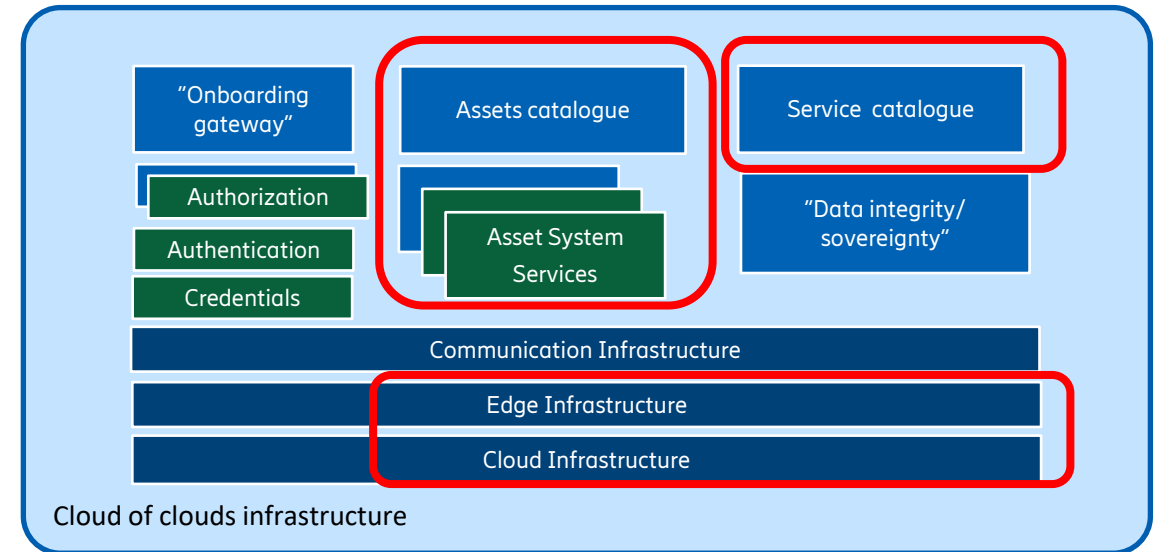 “Onboarding
gateway”
Assets catalogue
Service catalogue
Authorization
Authentication
Credentials
Asset System
Services
“Data integrity/
sovereignty”
Communication Infrastructure
Edge Infrastructure
Cloud Infrastructure
Cloud of clouds infrastructure